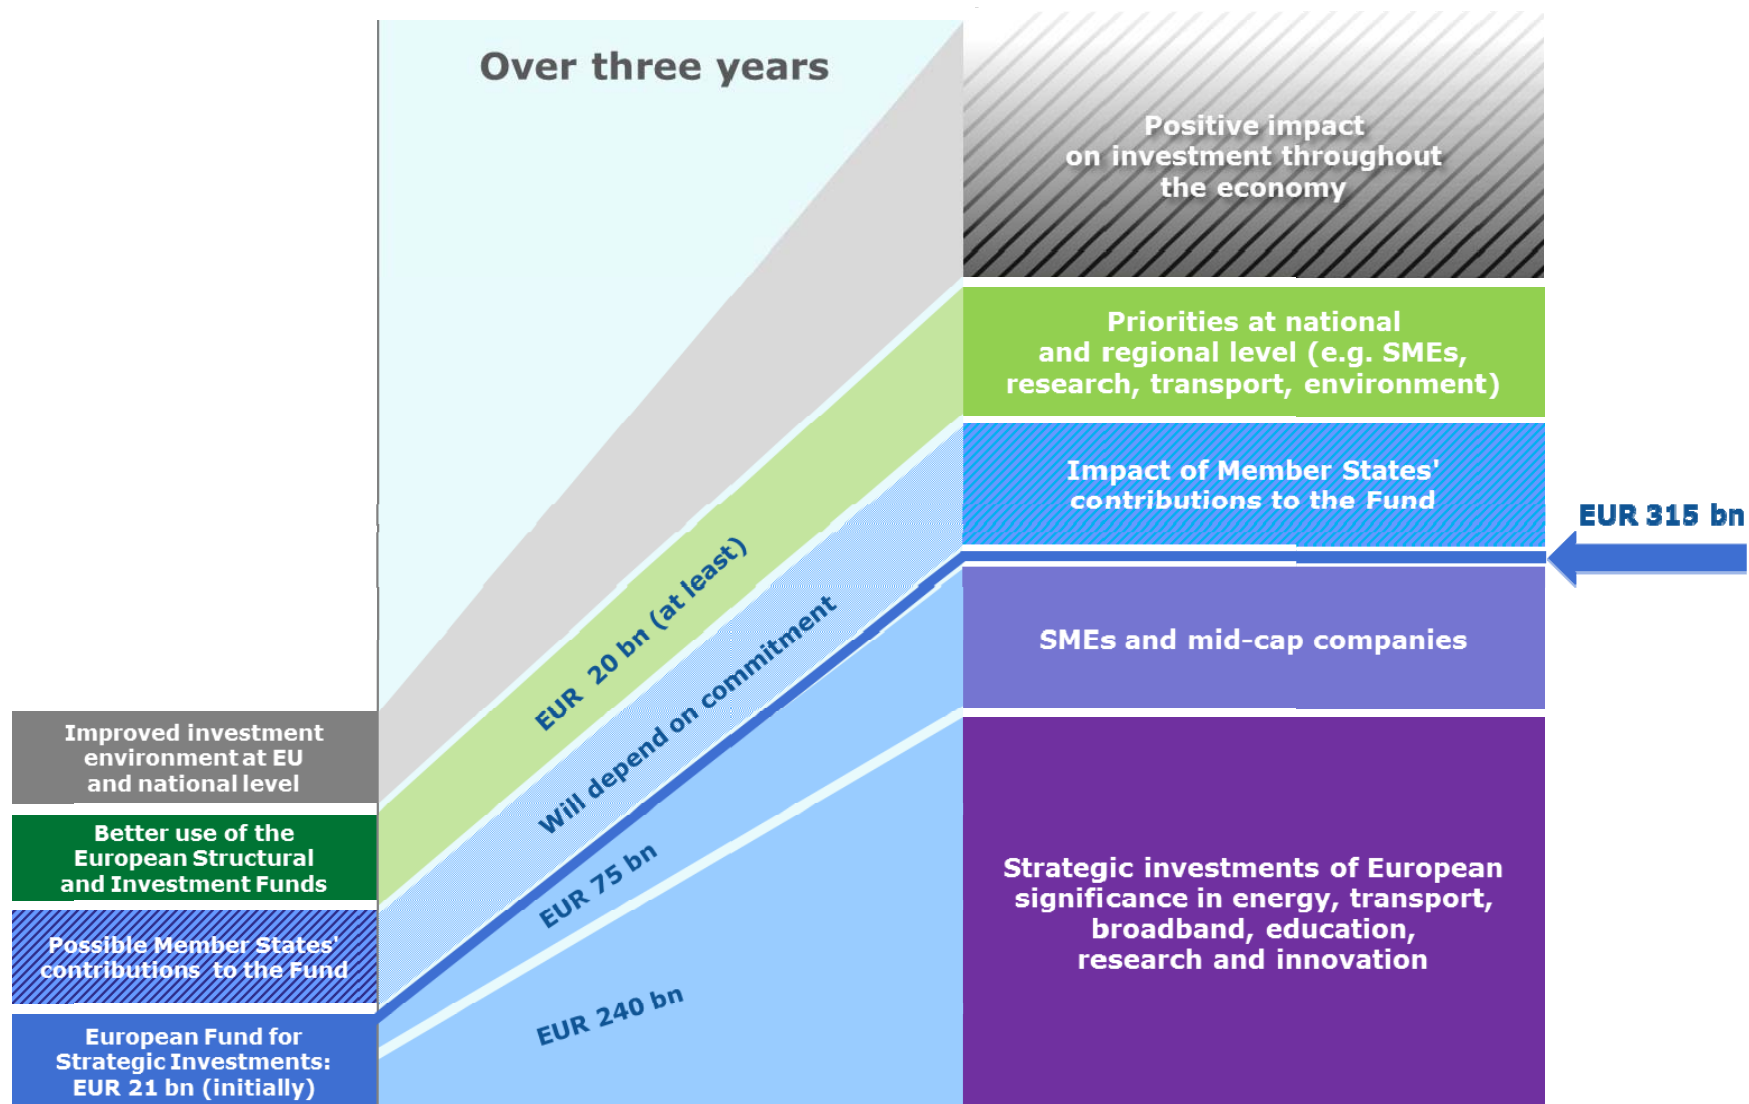 Over three years
Positive impact
on investment throughout
the economy
Priorities at national
and regional level (e.g. SMEs,
research, transport, environment)
Impact of Member States'
contributions to the Fund
EUR 315 bn
SMEs and mid-cap companies
Strategic investments of European
significance in energy, transport,
broadband, education,
research and innovation
EUR 20 bn (at least)
Will depend on commitment
EUR 75 bn
EUR 240 bn
Improved investment
environment at EU
and national level
Better use of the
European Structural
and Investment Funds
Possible Member States'
contributions to the Fund
European Fund for
Strategic Investments:
EUR 21 bn (initially)